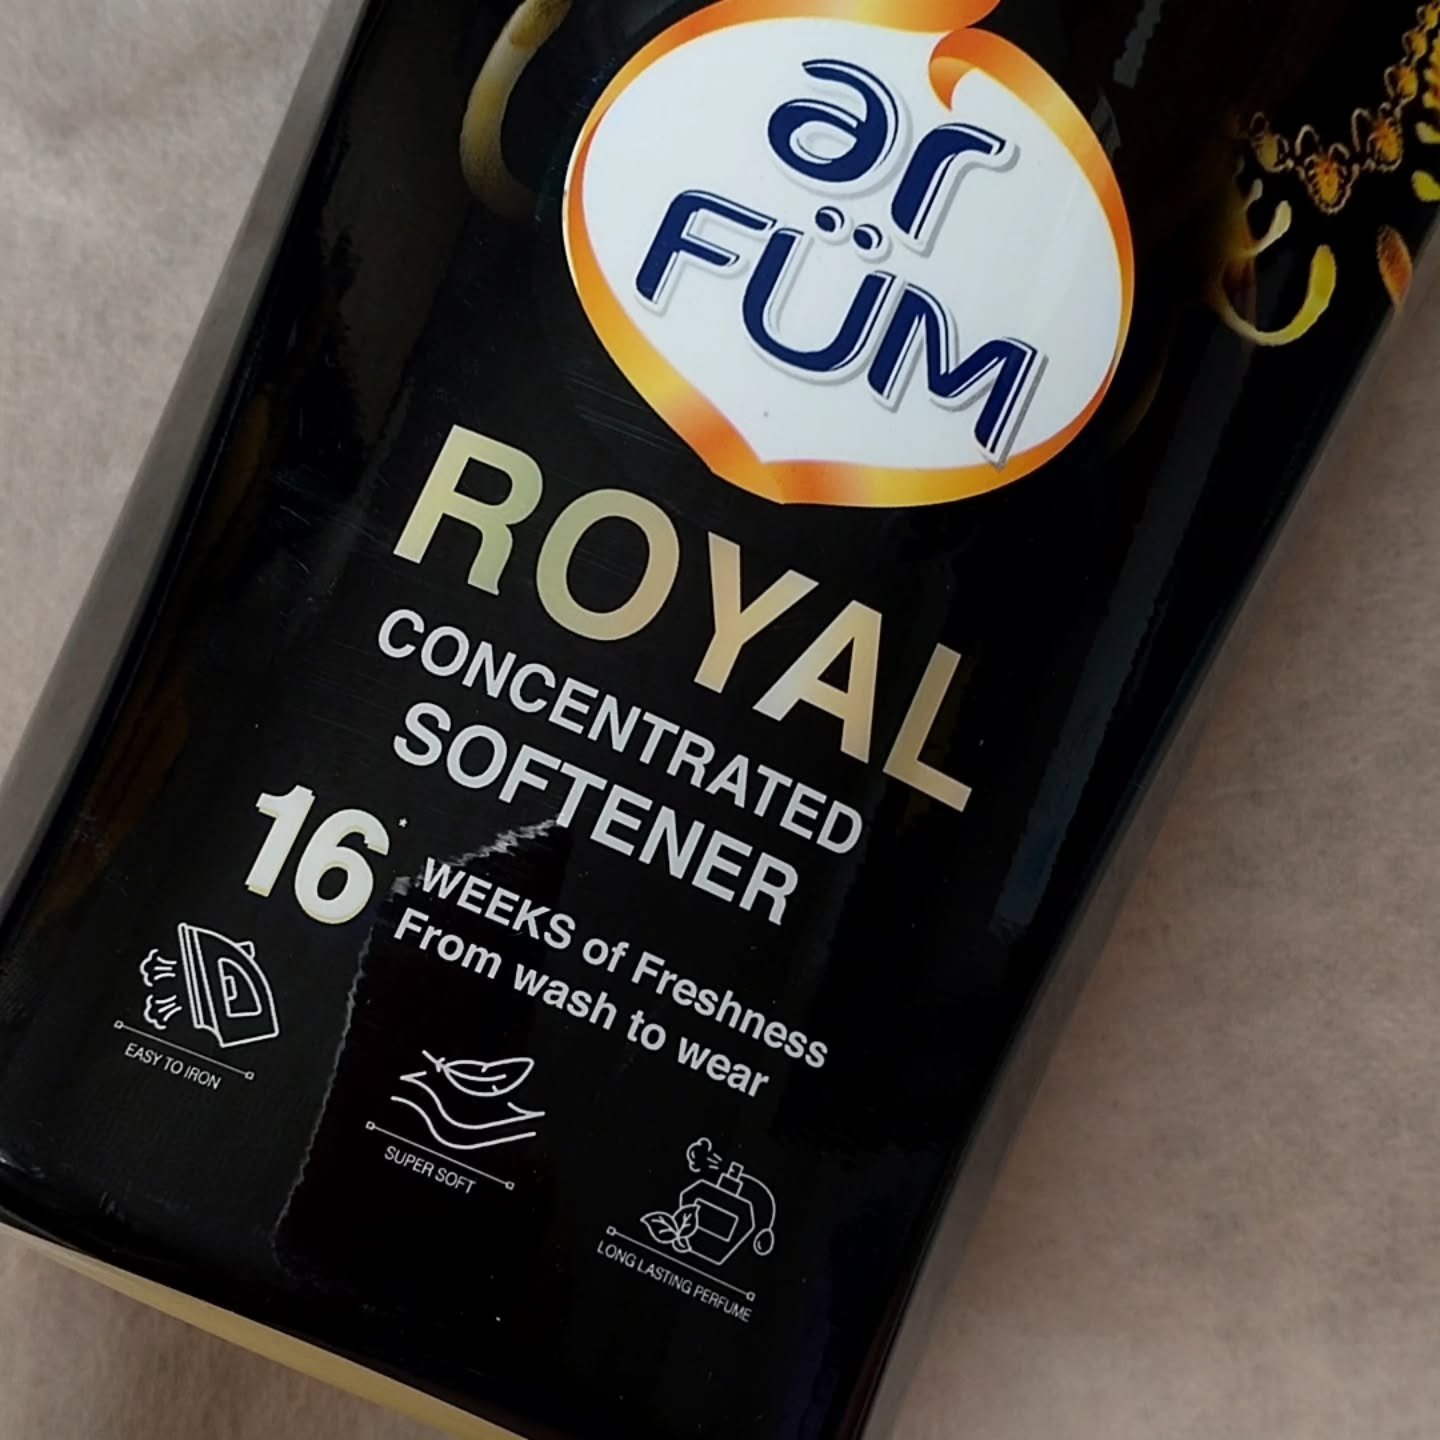 ar
FÜM
ROYAL
CONCENTRATED
SOFTENER
16* WEEKS of Freshness
From wash to wear
EASY TO IRON
SUPER SOFT
LONG LASTING PERFUME